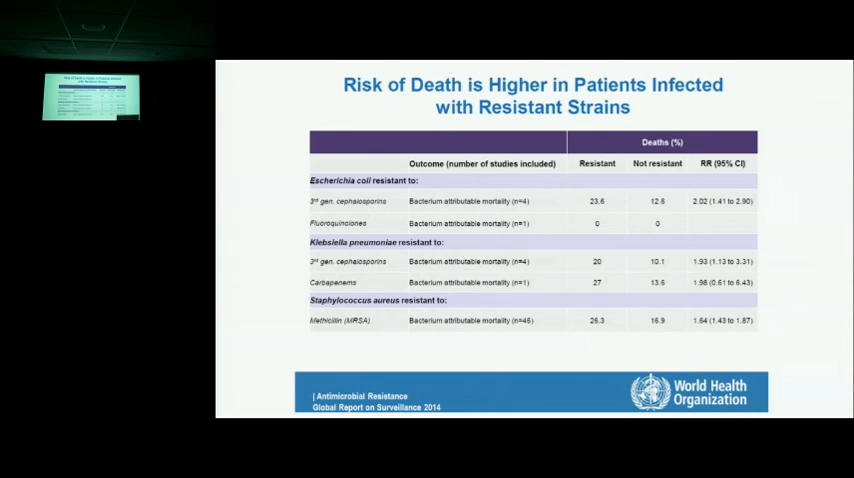 Risk of Death is Higher in Patients Infected
with Resistant Strains
Deaths (%)
Outcome (number of studies included) Resistant Not resistant RR (95% CI)
Escherichia coli resistant to:
3rd gen. cephalosporins Bacterium attributable mortality (n=4) 23.6 12.6 2.02 (1.41 to 2.90)
Fluoroquinolones Bacterium attributable mortality (n=1) 0 0
Klebsiella pneumoniae resistant to:
3rd gen. cephalosporins Bacterium attributable mortality (n=4) 20 10.1 1.93 (1.13 to 3.31)
Carbapenems Bacterium attributable mortality (n=1) 27 13.6 1.98 (0.61 to 6.43)
Staphylococcus aureus resistant to:
Methicillin (MRSA) Bacterium attributable mortality (n=46) 26.3 16.9 1.64 (1.43 to 1.87)
| Antimicrobial Resistance
Global Report on Surveillance 2014
World Health
Organization